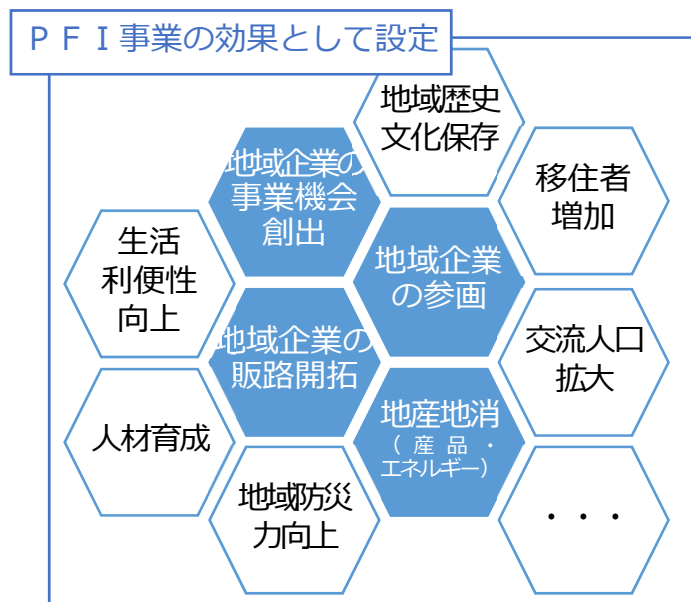 ＰＦＩ事業の効果として設定
地域歴史
文化保存
地域企業の
事業機会
創出
移住者
増加
生活
利便性
向上
地域企業
の参画
地域企業の
販路開拓
交流人口
拡大
人材育成
地産地消
（産品・
エネルギー）
地域防災
力向上
・・・